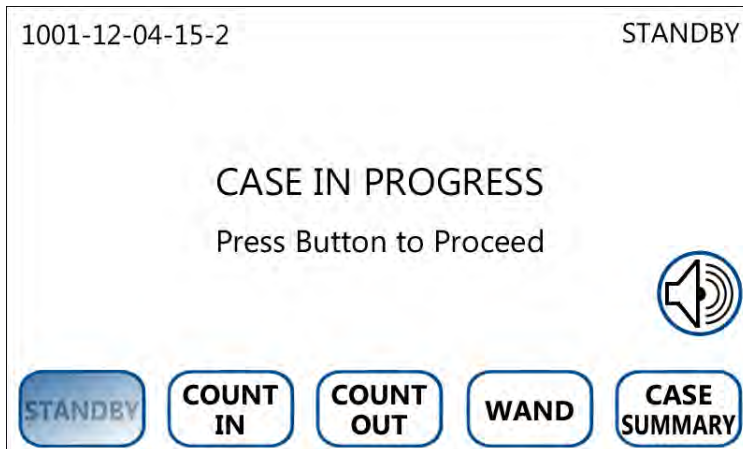 1001-12-04-15-2
STANDBY
CASE IN PROGRESS
Press Button to Proceed
STANDBY
COUNT
IN
COUNT
OUT
WAND
CASE
SUMMARY